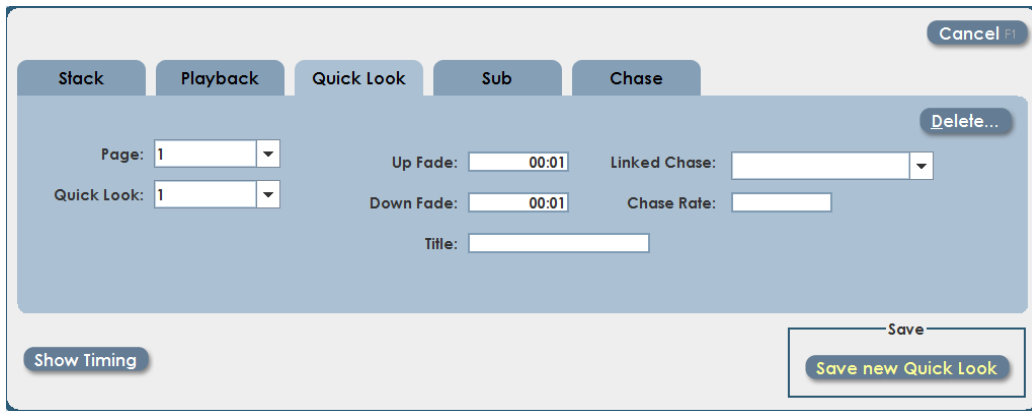 Cancel F1
Stack Playback Quick Look Sub Chase
Delete...
Page: 1 Up Fade: 00:01 Linked Chase:
Quick Look: 1 Down Fade: 00:01 Chase Rate:
Title:
Save
Show Timing Save new Quick Look